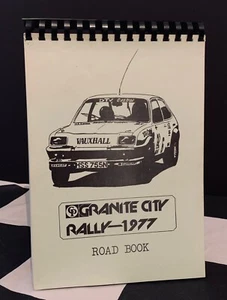 VAUXHALL
GRANITE CITY
RALLY—1977
ROAD BOOK